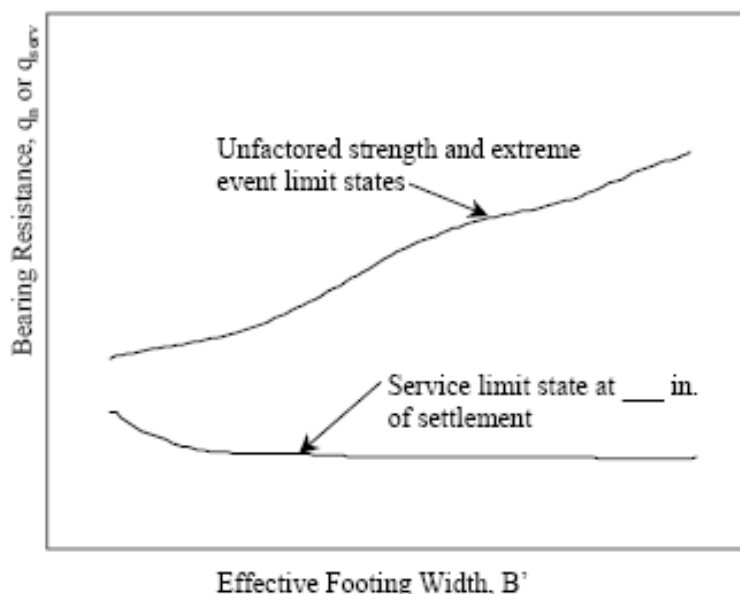 Bearing Resistance, qn or qserv
Unfactored strength and extreme
event limit states
Service limit state at ___ in.
of settlement
Effective Footing Width, B’